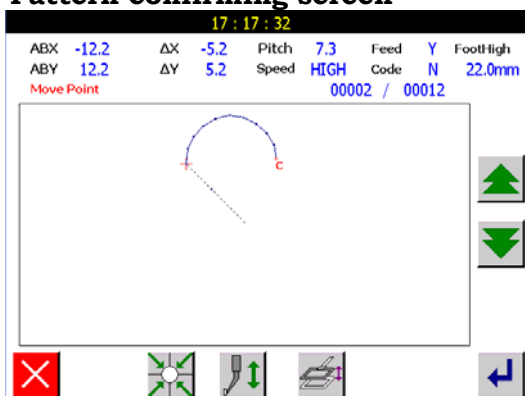 Pattern confirming screen
17 : 17 : 32
ABX -12.2 ΔX -5.2 Pitch 7.3 Feed Y FootHigh
ABY 12.2 ΔY 5.2 Speed HIGH Code N 22.0mm
Move Point 00002 / 00012
C